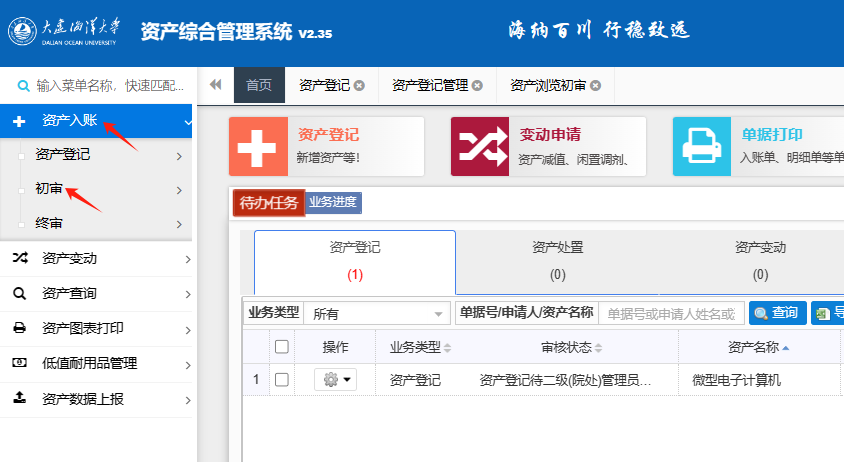 大连海洋大学
DALIAN OCEAN UNIVERSITY
资产综合管理系统 V2.35
海纳百川 行稳致远
输入菜单名称，快速匹配...
首页
资产登记
资产登记管理
资产浏览初审
资产入账
资产登记
初审
终审
资产变动
资产查询
资产图表打印
低值耐用品管理
资产数据上报
资产登记
新增资产等!
变动申请
资产减值、闲置调剂、
单据打印
入账单、明细单等单
待办任务
业务进度
资产登记
(1)
资产处置
(0)
资产变动
(0)
业务类型 所有 单据号/申请人/资产名称 单据号或申请人姓名或 查询
操作 业务类型 审核状态 资产名称
1 资产登记 资产登记待二级(院处)管理员... 微型电子计算机